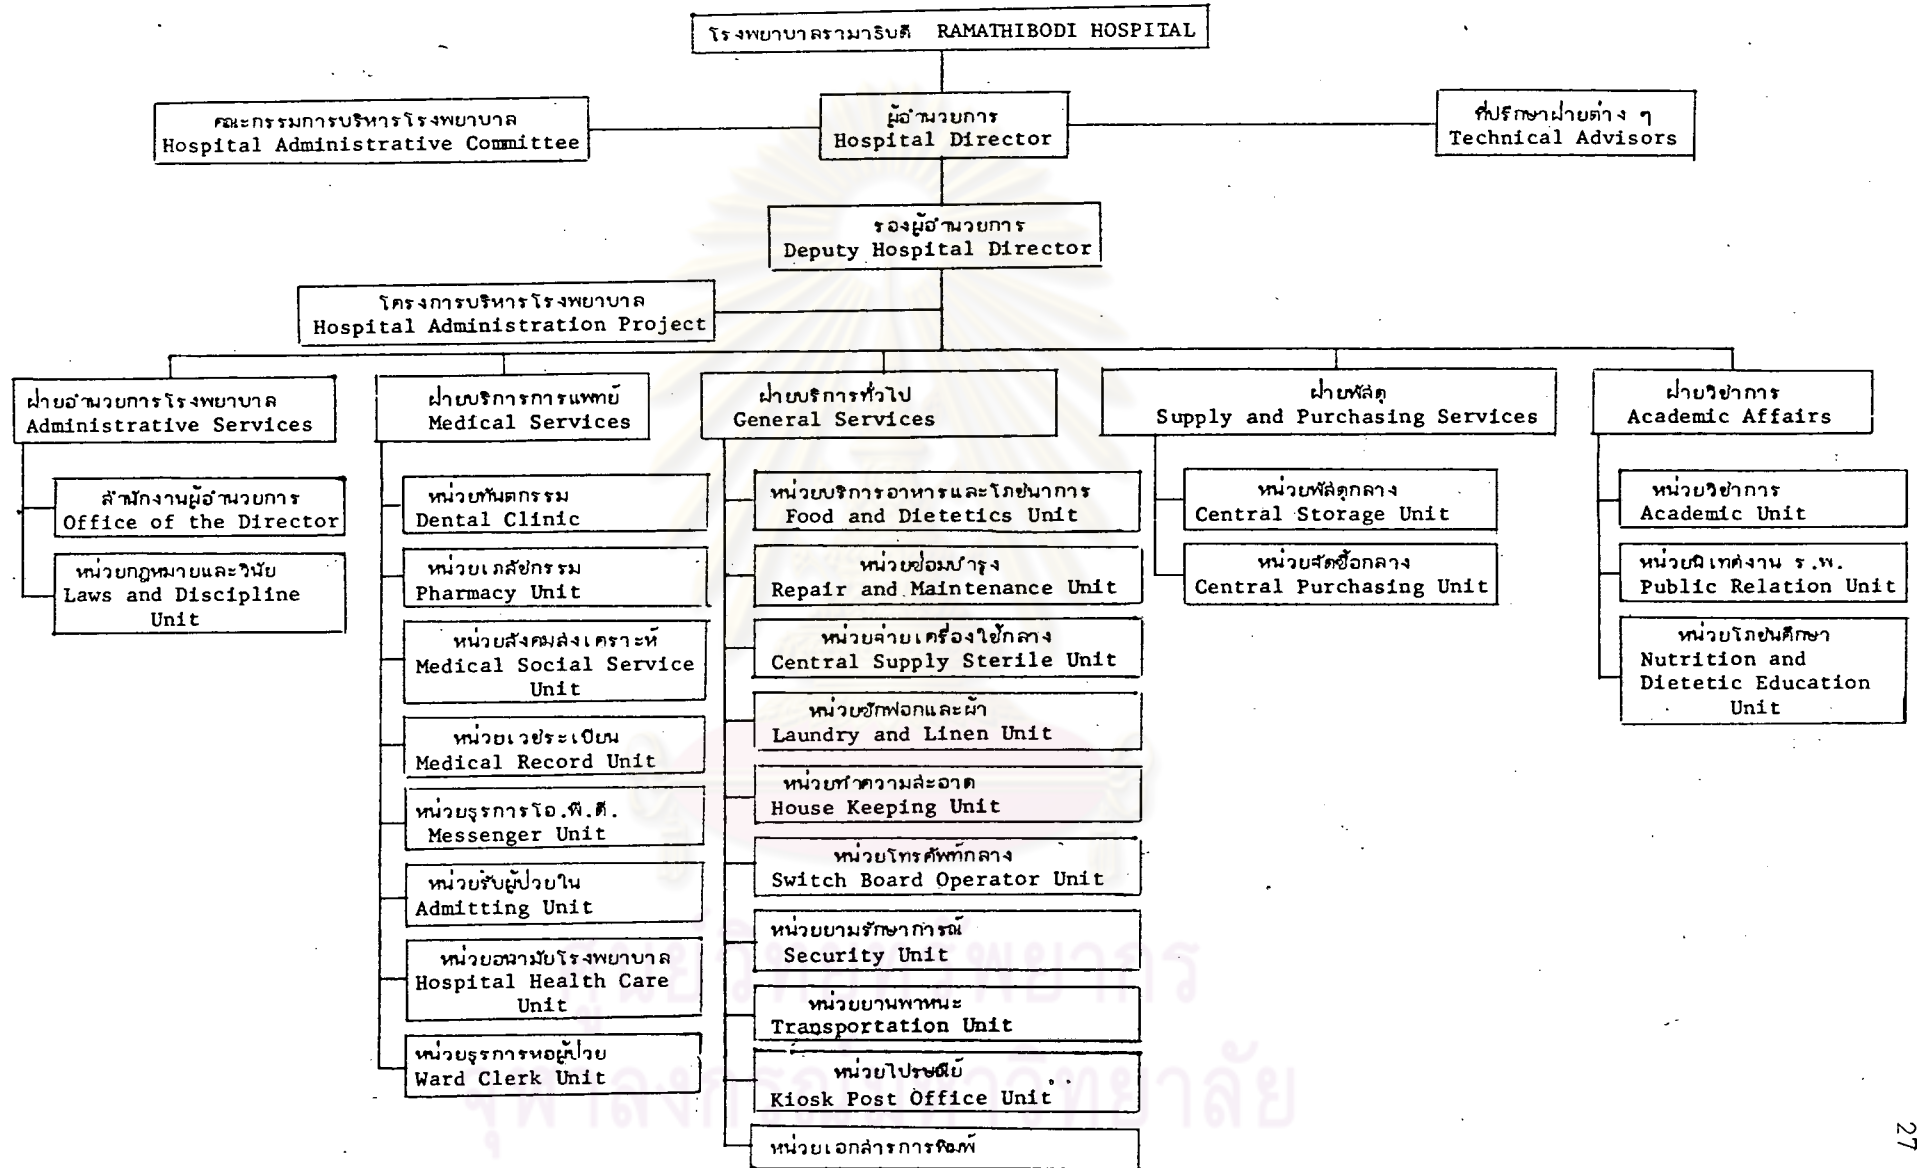 โรงพยาบาลรามาธิบดี RAMATHIBODI HOSPITAL
คณะกรรมการบริหารโรงพยาบาล
Hospital Administrative Committee
ผู้อำนวยการ
Hospital Director
ที่ปรึกษาฝ่ายต่าง ๆ
Technical Advisors
รองผู้อำนวยการ
Deputy Hospital Director
โครงการบริหารโรงพยาบาล
Hospital Administration Project
ฝ่ายอำนวยการโรงพยาบาล
Administrative Services
สำนักงานผู้อำนวยการ
Office of the Director
หน่วยกฎหมายและวินัย
Laws and Discipline
Unit
ฝ่ายบริการการแพทย์
Medical Services
หน่วยทันตกรรม
Dental Clinic
หน่วยเภสัชกรรม
Pharmacy Unit
หน่วยสังคมสงเคราะห์
Medical Social Service
Unit
หน่วยเวชระเบียน
Medical Record Unit
หน่วยธุรการโอ.พี.ดี.
Messenger Unit
หน่วยรับผู้ป่วยใน
Admitting Unit
หน่วยอนามัยโรงพยาบาล
Hospital Health Care
Unit
หน่วยธุรการหอผู้ป่วย
Ward Clerk Unit
ฝ่ายบริการทั่วไป
General Services
หน่วยบริการอาหารและโภชนาการ
Food and Dietetics Unit
หน่วยซ่อมบำรุง
Repair and Maintenance Unit
หน่วยจ่ายเครื่องใช้กลาง
Central Supply Sterile Unit
หน่วยซักฟอกและผ้า
Laundry and Linen Unit
หน่วยทำความสะอาด
House Keeping Unit
หน่วยโทรศัพท์กลาง
Switch Board Operator Unit
หน่วยยามรักษาการณ์
Security Unit
หน่วยยานพาหนะ
Transportation Unit
หน่วยไปรษณีย์
Kiosk Post Office Unit
หน่วยเอกสารการพิมพ์
ฝ่ายพัสดุ
Supply and Purchasing Services
หน่วยพัสดุกลาง
Central Storage Unit
หน่วยจัดซื้อกลาง
Central Purchasing Unit
ฝ่ายวิชาการ
Academic Affairs
หน่วยวิชาการ
Academic Unit
หน่วยนิเทศงาน ร.พ.
Public Relation Unit
หน่วยโภชนศึกษา
Nutrition and
Dietetic Education
Unit
ศูนย์วิทยทรัพยากร
จุฬาลงกรณ์มหาวิทยาลัย
27